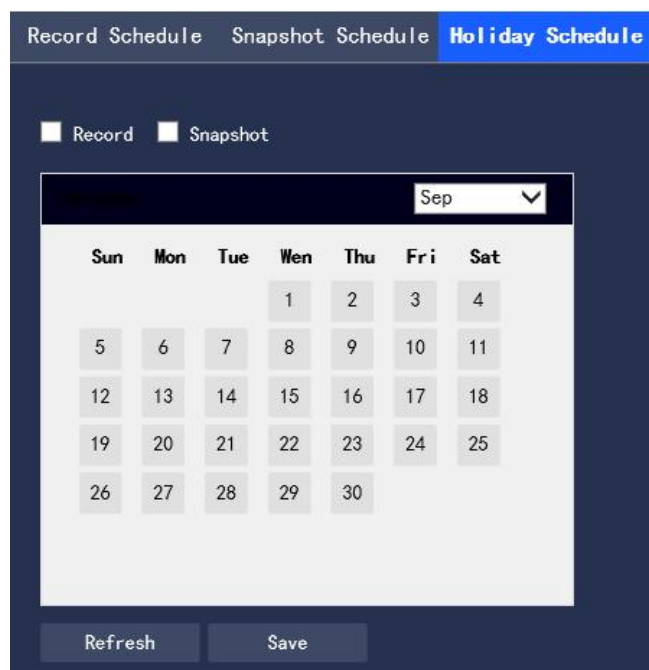 Record Schedule Snapshot Schedule Holiday Schedule
Record Snapshot
Sep
Sun Mon Tue Wen Thu Fri Sat
1 2 3 4
5 6 7 8 9 10 11
12 13 14 15 16 17 18
19 20 21 22 23 24 25
26 27 28 29 30
Refresh Save